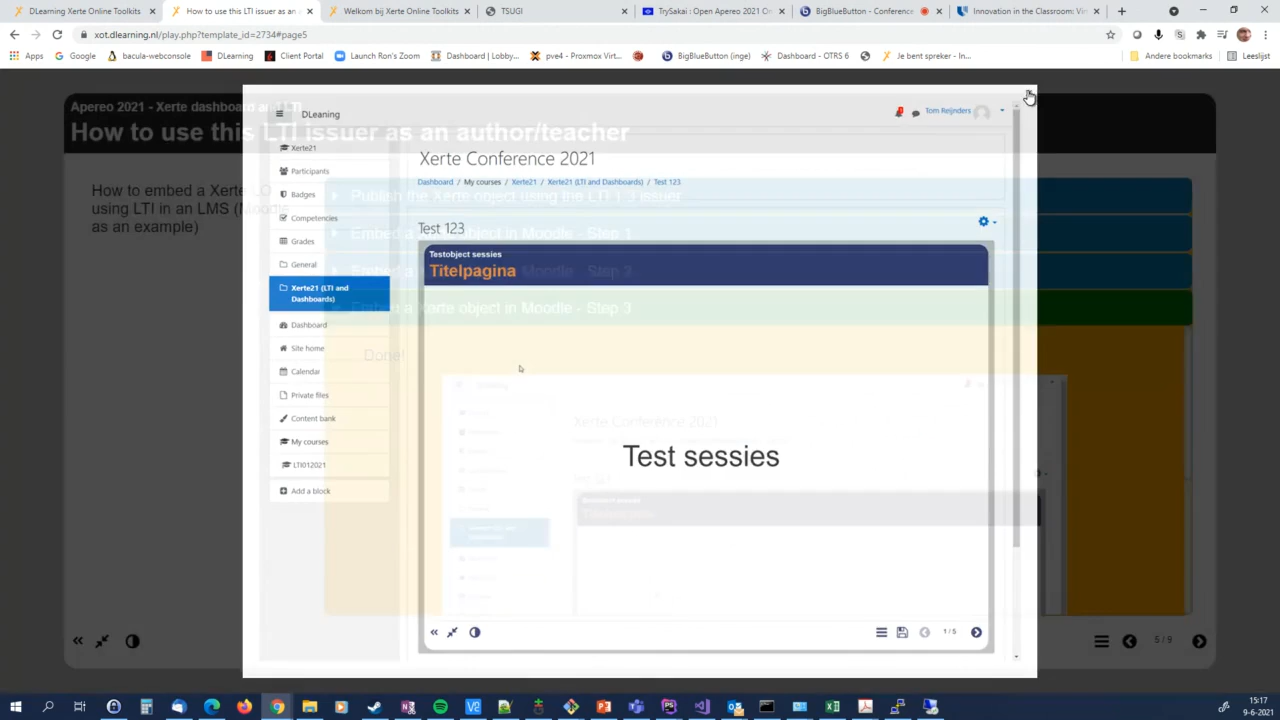 DLearning Xerte Online Toolkits
How to use this LTI issuer as an
Welkom bij Xerte Online Toolkits
TSUGI
TrySakai : Open Apereo 2021 On
BigBlueButton - Conference
Innovation in the Classroom: Virt
xot.dlearning.nl/play.php?template_id=2734#page5
Apps
Google
bacula-webconsole
DLearning
Client Portal
Launch Ron's Zoom
Dashboard | Lobby...
pve4 - Proxmox Virt...
BigBlueButton (inge)
Dashboard - OTRS 6
Je bent spreker - In...
Andere bookmarks
Leeslijst
Apereo 2021 - Xerte dashboard and LTI
How to use this LTI issuer as an author/teacher
How to embed a Xerte LO
using LTI in an LMS (Moodle
as an example)
Publish the Xerte object using the LTI 1.3 issuer
Embed a Xerte object in Moodle - Step 1
Embed a Xerte object in Moodle - Step 2
Embed a Xerte object in Moodle - Step 3
Done!
DLeaning
Tom Reijnders
Xerte21
Participants
Badges
Competencies
Grades
General
Xerte21 (LTI and
Dashboards)
Dashboard
Site home
Calendar
Private files
Content bank
My courses
LTI012021
Add a block
Xerte Conference 2021
Dashboard / My courses / Xerte21 / Xerte21 (LTI and Dashboards) / Test 123
Test 123
Testobject sessies
Titelpagina
Xerte Conference 2021
Test sessies
Testobject sessies
Titelpagina
1 / 5
5 / 9
15:17
9-6-2021